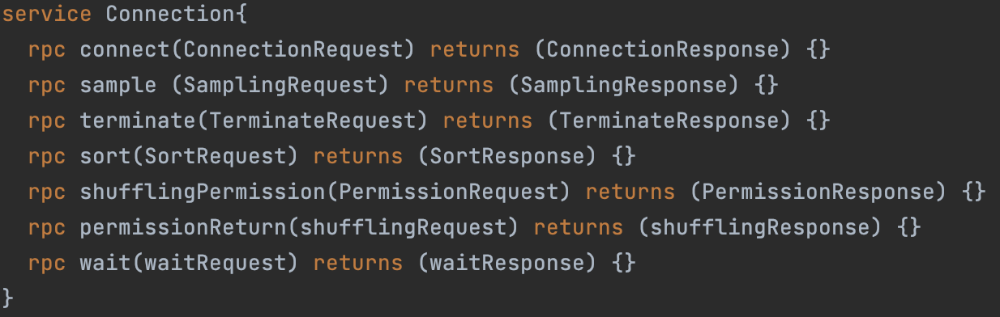 service Connection{
  rpc connect(ConnectionRequest) returns (ConnectionResponse) {}
  rpc sample (SamplingRequest) returns (SamplingResponse) {}
  rpc terminate(TerminateRequest) returns (TerminateResponse) {}
  rpc sort(SortRequest) returns (SortResponse) {}
  rpc shufflingPermission(PermissionRequest) returns (PermissionResponse) {}
  rpc permissionReturn(shufflingRequest) returns (shufflingResponse) {}
  rpc wait(waitRequest) returns (waitResponse) {}
}